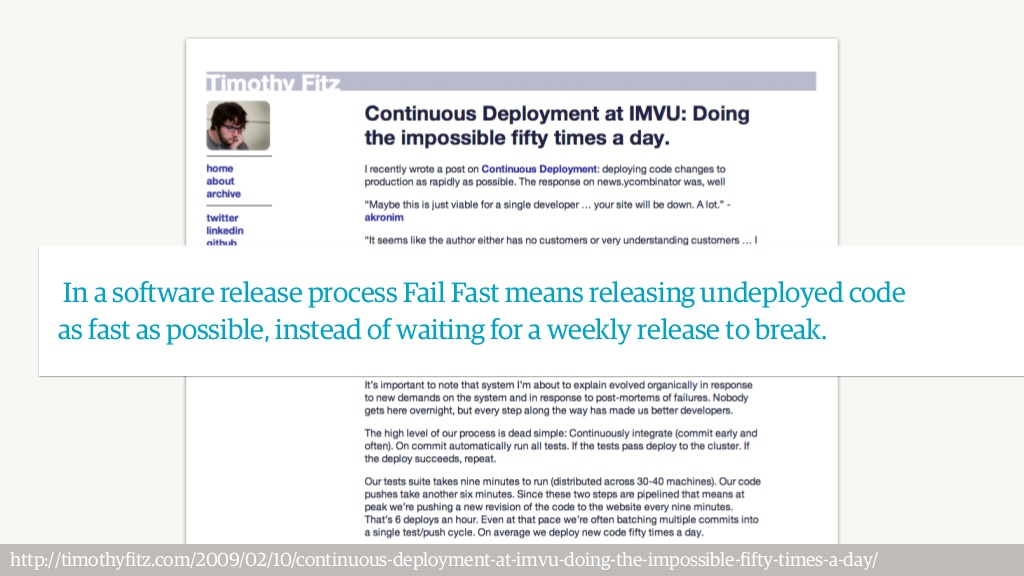 Timothy Fitz
home
about
archive
twitter
linkedin
github
Continuous Deployment at IMVU: Doing
the impossible fifty times a day.
I recently wrote a post on Continuous Deployment: deploying code changes to
production as rapidly as possible. The response on news.ycombinator was, well
“Maybe this is just viable for a single developer … your site will be down. A lot.” -
akronim
“It seems like the author either has no customers or very understanding customers … I
In a software release process Fail Fast means releasing undeployed code
as fast as possible, instead of waiting for a weekly release to break.
It's important to note that system I'm about to explain evolved organically in response
to new demands on the system and in response to post-mortems of failures. Nobody
gets here overnight, but every step along the way has made us better developers.
The high level of our process is dead simple: Continuously integrate (commit early and
often). On commit automatically run all tests. If the tests pass deploy to the cluster. If
the deploy succeeds, repeat.
Our tests suite takes nine minutes to run (distributed across 30-40 machines). Our code
pushes take another six minutes. Since these two steps are pipelined that means at
peak we're pushing a new revision of the code to the website every nine minutes.
That's 6 deploys an hour. Even at that pace we're often batching multiple commits into
a single test/push cycle. On average we deploy new code fifty times a day.
http://timothyfitz.com/2009/02/10/continuous-deployment-at-imvu-doing-the-impossible-fifty-times-a-day/